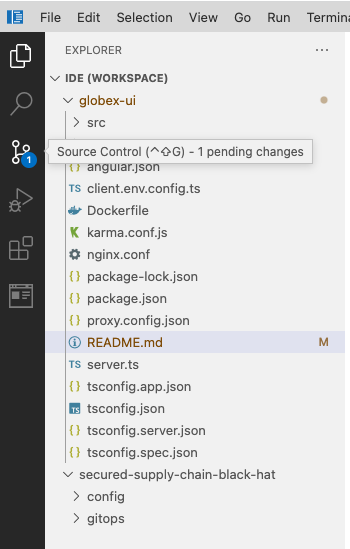 File Edit Selection View Go Run Termina
EXPLORER
IDE (WORKSPACE)
globex-ui
src
Source Control (⌃⇧G) - 1 pending changes
1
{ } angular.json
TS client.env.config.ts
Dockerfile
K karma.conf.js
nginx.conf
{ } package-lock.json
{ } package.json
{ } proxy.config.json
README.md M
TS server.ts
{ } tsconfig.app.json
TS tsconfig.json
{ } tsconfig.server.json
{ } tsconfig.spec.json
secured-supply-chain-black-hat
config
gitops